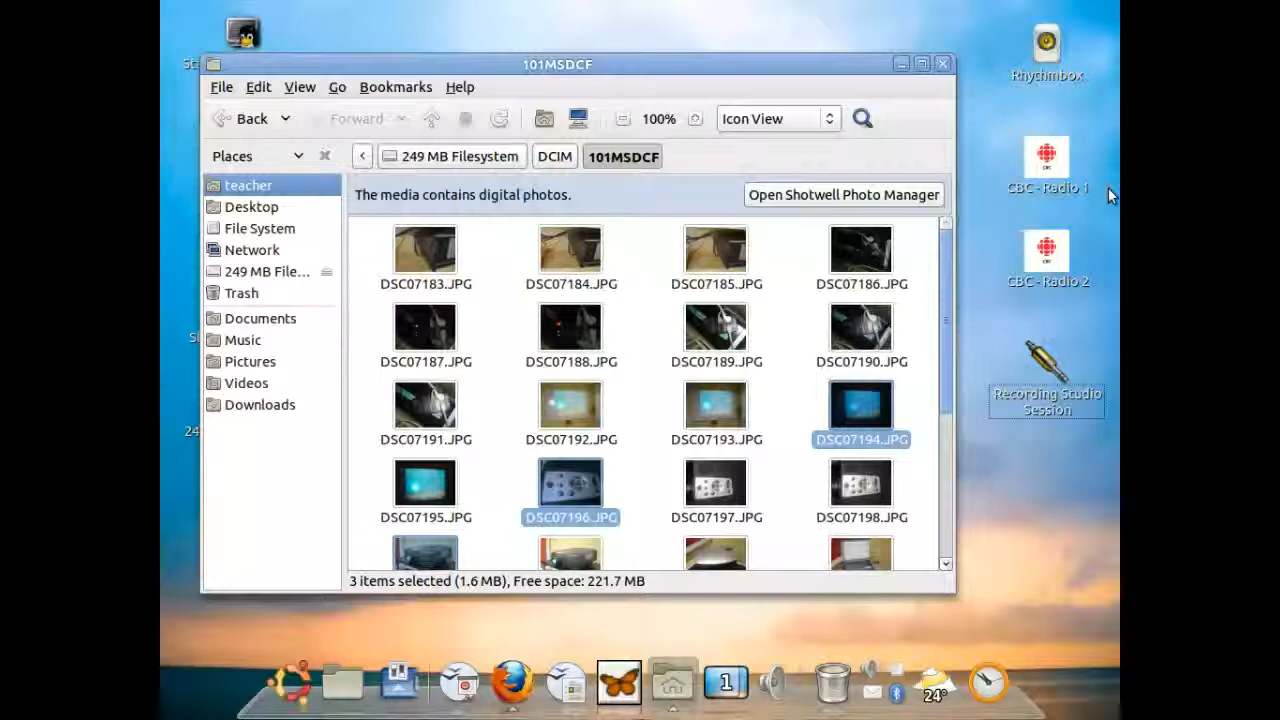 101MSDCF
File Edit View Go Bookmarks Help
Back Forward 100% Icon View
Places 249 MB Filesystem DCIM 101MSDCF
teacher
Desktop
File System
Network
249 MB File...
Trash
Documents
Music
Pictures
Videos
Downloads
The media contains digital photos. Open Shotwell Photo Manager
DSC07183.JPG DSC07184.JPG DSC07185.JPG DSC07186.JPG
DSC07187.JPG DSC07188.JPG DSC07189.JPG DSC07190.JPG
DSC07191.JPG DSC07192.JPG DSC07193.JPG DSC07194.JPG
DSC07195.JPG DSC07196.JPG DSC07197.JPG DSC07198.JPG
3 items selected (1.6 MB), Free space: 221.7 MB
Rhythmbox
CBC - Radio 1
CBC - Radio 2
Recording Studio
Session
24
1
24°